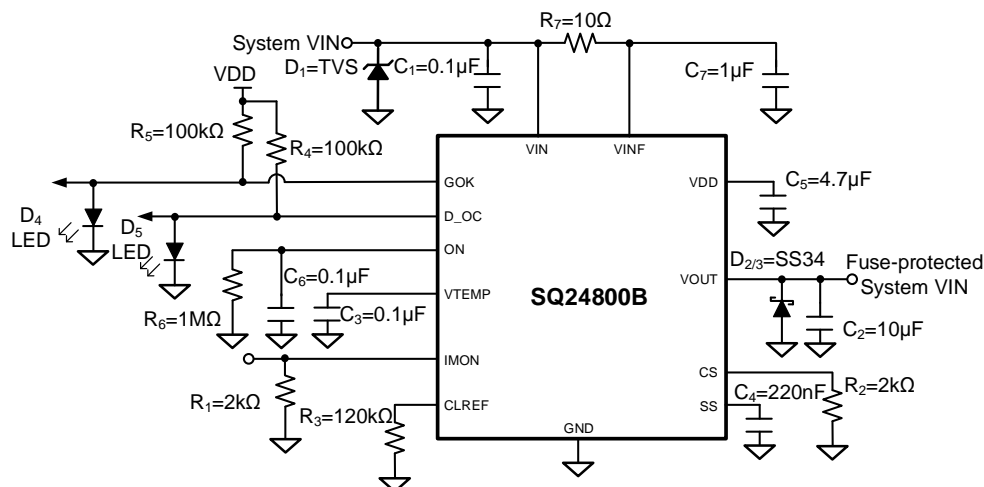 R7=10Ω
System VIN
D1=TVS
C1=0.1µF
C7=1µF
VDD
R5=100kΩ
R4=100kΩ
VIN
VINF
GOK
VDD
C5=4.7µF
D4
LED
D5
LED
D_OC
ON
C6=0.1µF
VTEMP
C3=0.1µF
R6=1MΩ
SQ24800B
D2/3=SS34
VOUT
Fuse-protected
System VIN
C2=10µF
IMON
R1=2kΩ
R3=120kΩ
CLREF
CS
C4=220nF
R2=2kΩ
SS
GND